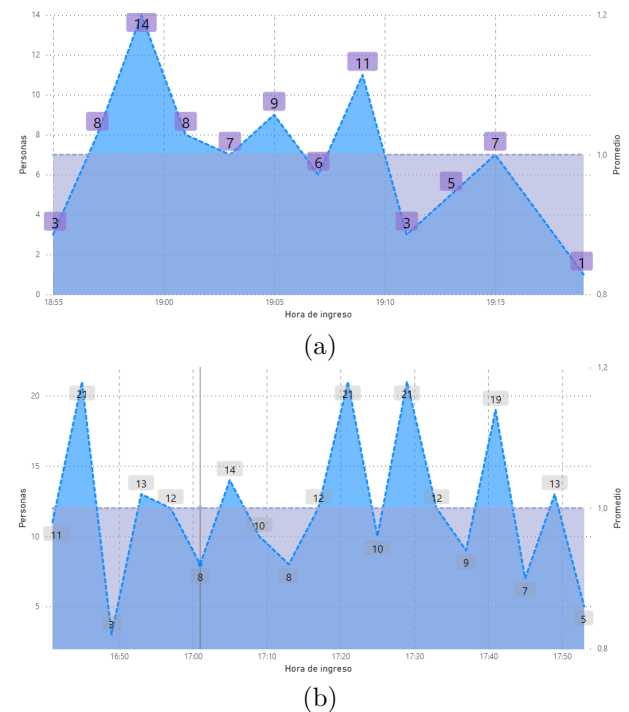 14 1,2
14
12
11
10
9
8 8 8
7 7
Personas 1,0 Promedio
6 6
5
4
3 3
2
1
0 0,8
18:55 19:00 19:05 19:10 19:15
Hora de ingreso
(a)
1,2
20 21 21 21
19
15
14
13 13
12 12 12
Personas 1,0 Promedio
11
10 10 10
9
8 8
7
5 5
3
0,8
16:50 17:00 17:10 17:20 17:30 17:40 17:50
Hora de ingreso
(b)